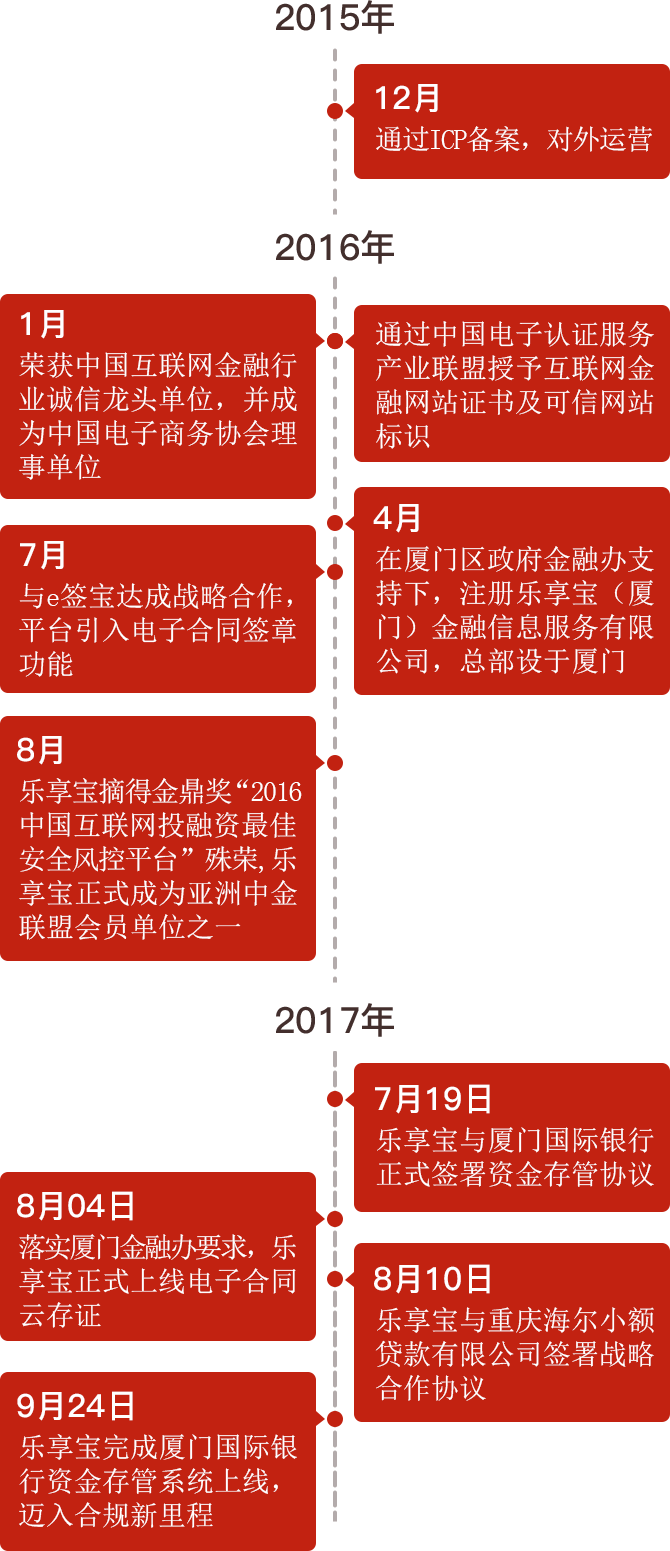 2015年
12月
通过ICP备案，对外运营
2016年
1月
荣获中国互联网金融行
业诚信龙头单位，并成
为中国电子商务协会理
事单位
通过中国电子认证服务
产业联盟授予互联网金
融网站证书及可信网站
标识
4月
在厦门区政府金融办支
持下，注册乐享宝（厦
门）金融信息服务有限
公司，总部设于厦门
7月
与e签宝达成战略合作，
平台引入电子合同签章
功能
8月
乐享宝摘得金鼎奖“2016
中国互联网投融资最佳
安全风控平台”殊荣,乐
享宝正式成为亚洲中金
联盟会员单位之一
2017年
7月19日
乐享宝与厦门国际银行
正式签署资金存管协议
8月04日
落实厦门金融办要求，乐
享宝正式上线电子合同
云存证
8月10日
乐享宝与重庆海尔小额
贷款有限公司签署战略
合作协议
9月24日
乐享宝完成厦门国际银
行资金存管系统上线，
迈入合规新里程